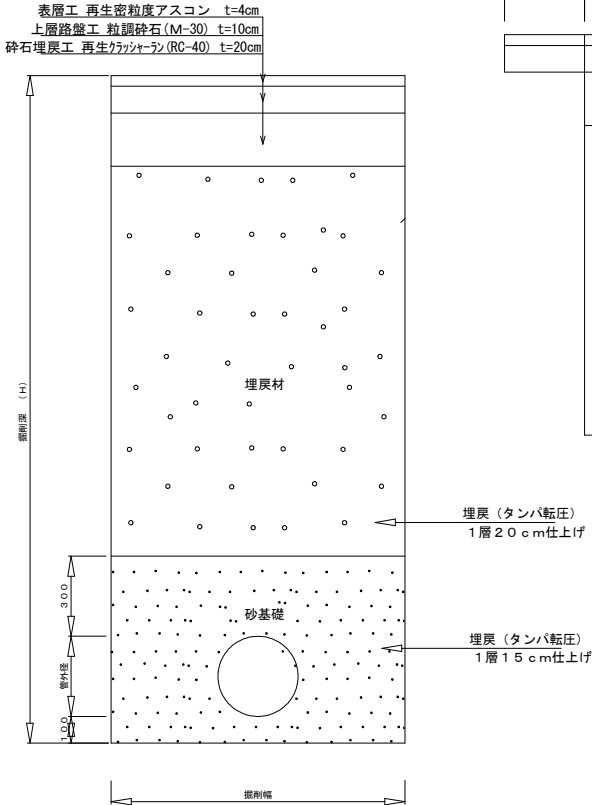 表層工 再生密粒度アスコン t=4cm
上層路盤工 粒調砕石(M-30) t=10cm
砕石埋戻工 再生クラッシャーラン(RC-40) t=20cm
掘削深 （H）
埋戻材
埋戻（タンパ転圧）
1層20ｃｍ仕上げ
300
砂基礎
埋戻（タンパ転圧）
1層15ｃｍ仕上げ
管外径
100
掘削幅